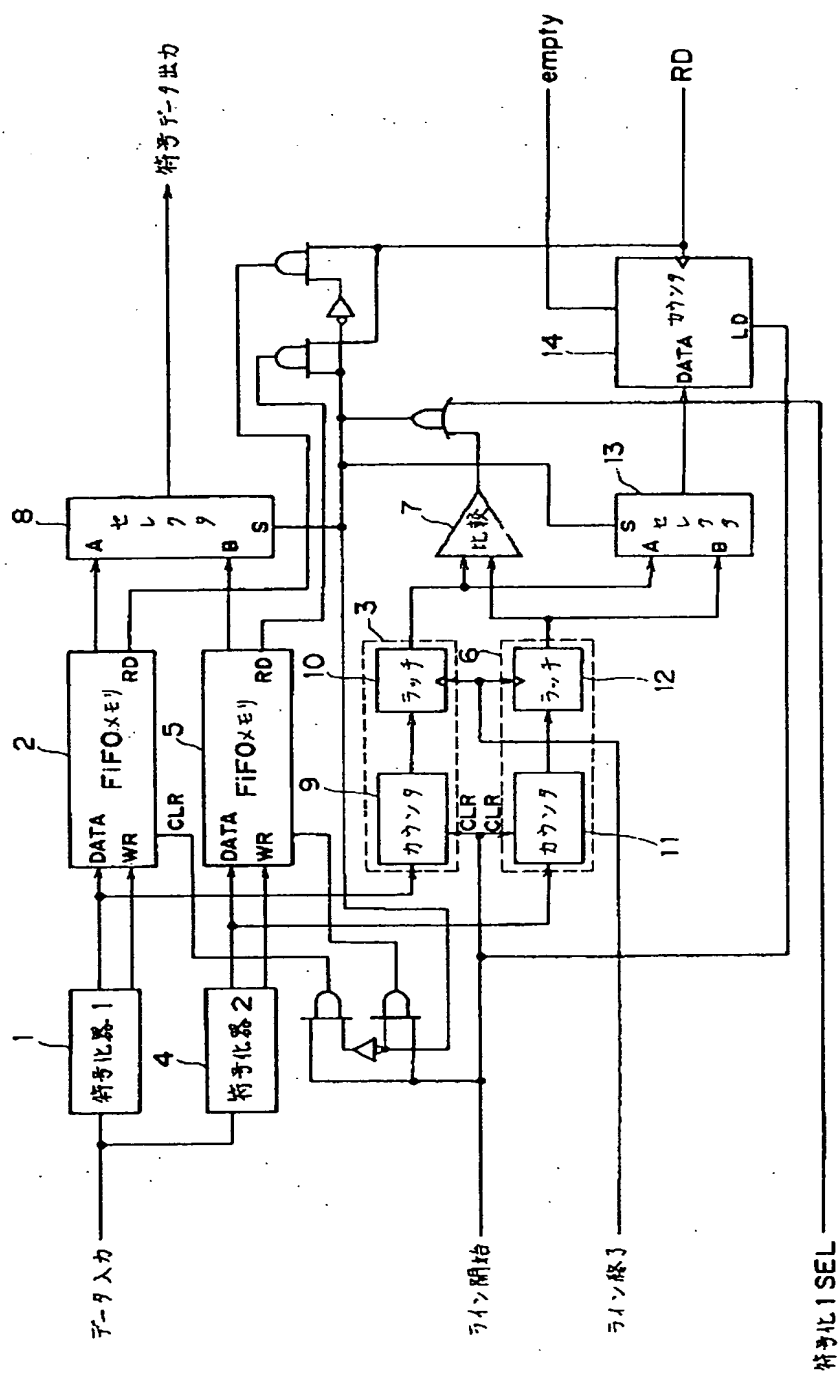 データ入力
1
符号化器1
4
符号化器2
2
DATA
WR
FiFOメモリ
RD
CLR
5
DATA
WR
FiFOメモリ
RD
8
A
セレクタ
B
S
符号データ出力
3
9
カウンタ
10
ラッチ
CLR
CLR
6
11
カウンタ
12
ラッチ
7
比較
13
S
A
セレクタ
B
14
DATA
カウンタ
LD
empty
RD
ライン開始
ライン終了
符号化1 SEL